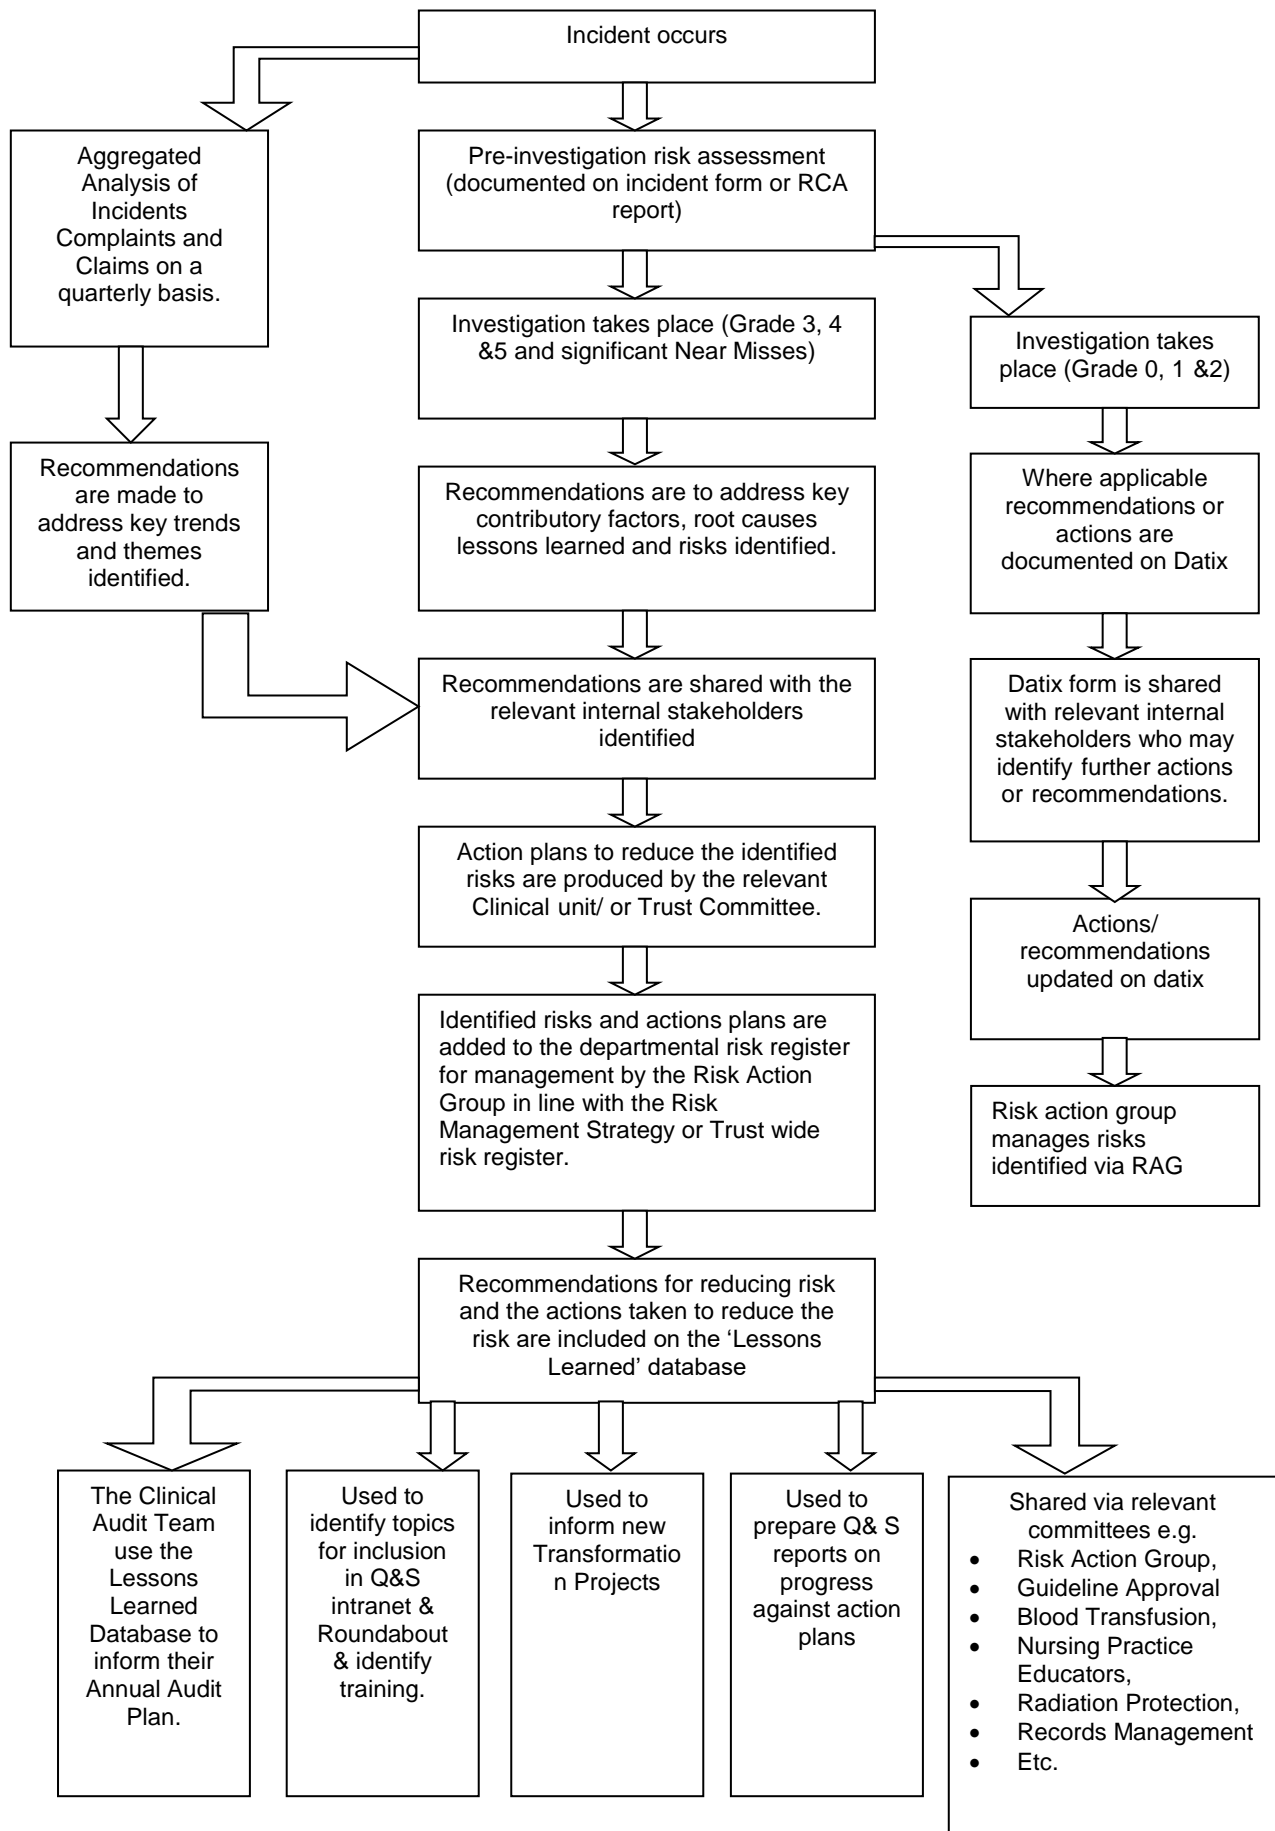 Incident occurs
Aggregated
Analysis of
Incidents
Complaints and
Claims on a
quarterly basis.
Pre-investigation risk assessment
(documented on incident form or RCA
report)
Investigation takes place (Grade 3, 4
&5 and significant Near Misses)
Investigation takes
place (Grade 0, 1 &2)
Recommendations
are made to
address key trends
and themes
identified.
Recommendations are to address key
contributory factors, root causes
lessons learned and risks identified.
Where applicable
recommendations or
actions are
documented on Datix
Recommendations are shared with the
relevant internal stakeholders
identified
Datix form is shared
with relevant internal
stakeholders who may
identify further actions
or recommendations.
Action plans to reduce the identified
risks are produced by the relevant
Clinical unit/ or Trust Committee.
Actions/
recommendations
updated on datix
Identified risks and actions plans are
added to the departmental risk register
for management by the Risk Action
Group in line with the Risk
Management Strategy or Trust wide
risk register.
Risk action group
manages risks
identified via RAG
Recommendations for reducing risk
and the actions taken to reduce the
risk are included on the ‘Lessons
Learned’ database
The Clinical
Audit Team
use the
Lessons
Learned
Database to
inform their
Annual Audit
Plan.
Used to
identify topics
for inclusion
in Q&S
intranet &
Roundabout
& identify
training.
Used to
inform new
Transformatio
n Projects
Used to
prepare Q& S
reports on
progress
against action
plans
Shared via relevant
committees e.g.
• Risk Action Group,
• Guideline Approval
• Blood Transfusion,
• Nursing Practice
Educators,
• Radiation Protection,
• Records Management
• Etc.